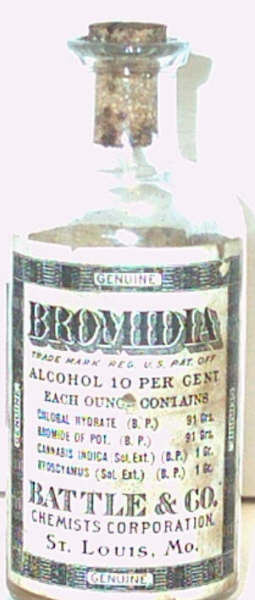 GENUINE
BROMIDIA
TRADE MARK REG. U.S. PAT. OFF
ALCOHOL 10 PER CENT
EACH OUNCE CONTAINS
CHLORAL HYDRATE (B. P.) 91 Grs.
BROMIDE OF POT. (B. P.) 91 Grs.
CANNABIS INDICA (Sol. Ext.) (B. P.) 1 Gr.
HYOSCYAMUS (Sol. Ext.) (B. P.) 1 Gr.
BATTLE & CO.
CHEMISTS CORPORATION.
ST. LOUIS, MO.
GENUINE
GENUINE
GENUINE